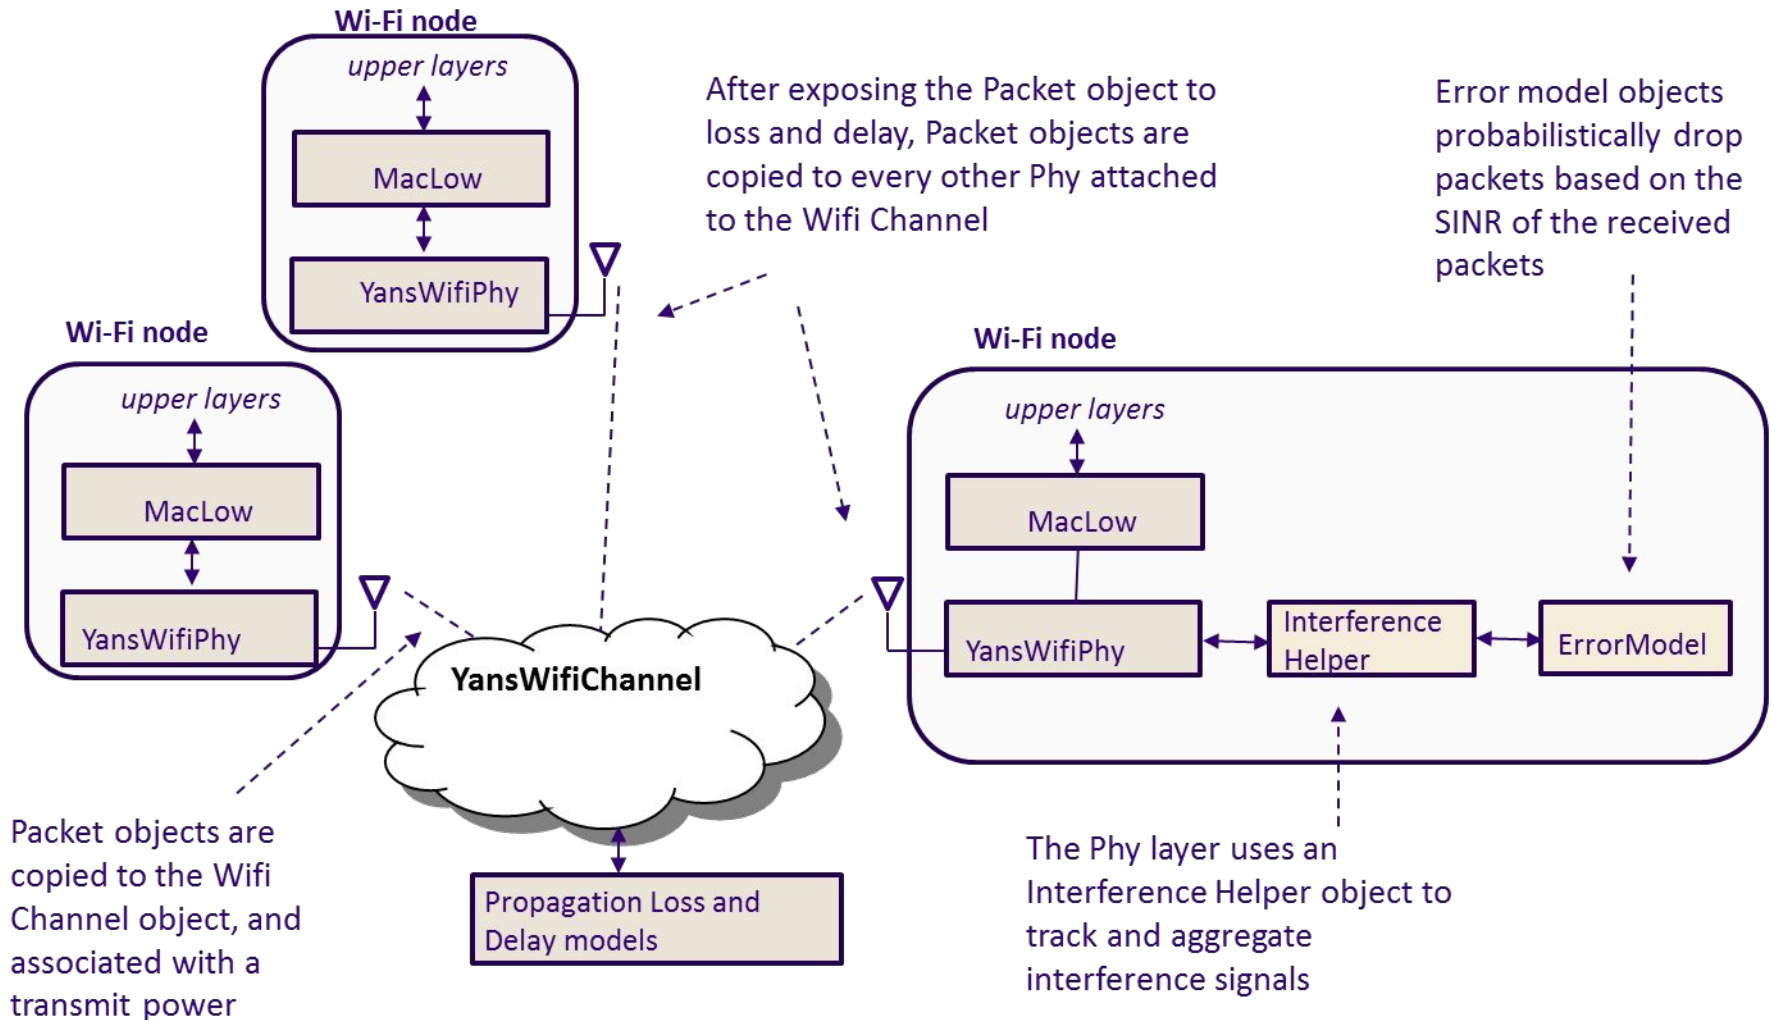 Wi-Fi node
upper layers
MacLow
YansWifiPhy
After exposing the Packet object to
loss and delay, Packet objects are
copied to every other Phy attached
to the Wifi Channel
Error model objects
probabilistically drop
packets based on the
SINR of the received
packets
Wi-Fi node
upper layers
MacLow
YansWifiPhy
Wi-Fi node
upper layers
MacLow
YansWifiPhy
Interference
Helper
ErrorModel
YansWifiChannel
Propagation Loss and
Delay models
Packet objects are
copied to the Wifi
Channel object, and
associated with a
transmit power
The Phy layer uses an
Interference Helper object to
track and aggregate
interference signals